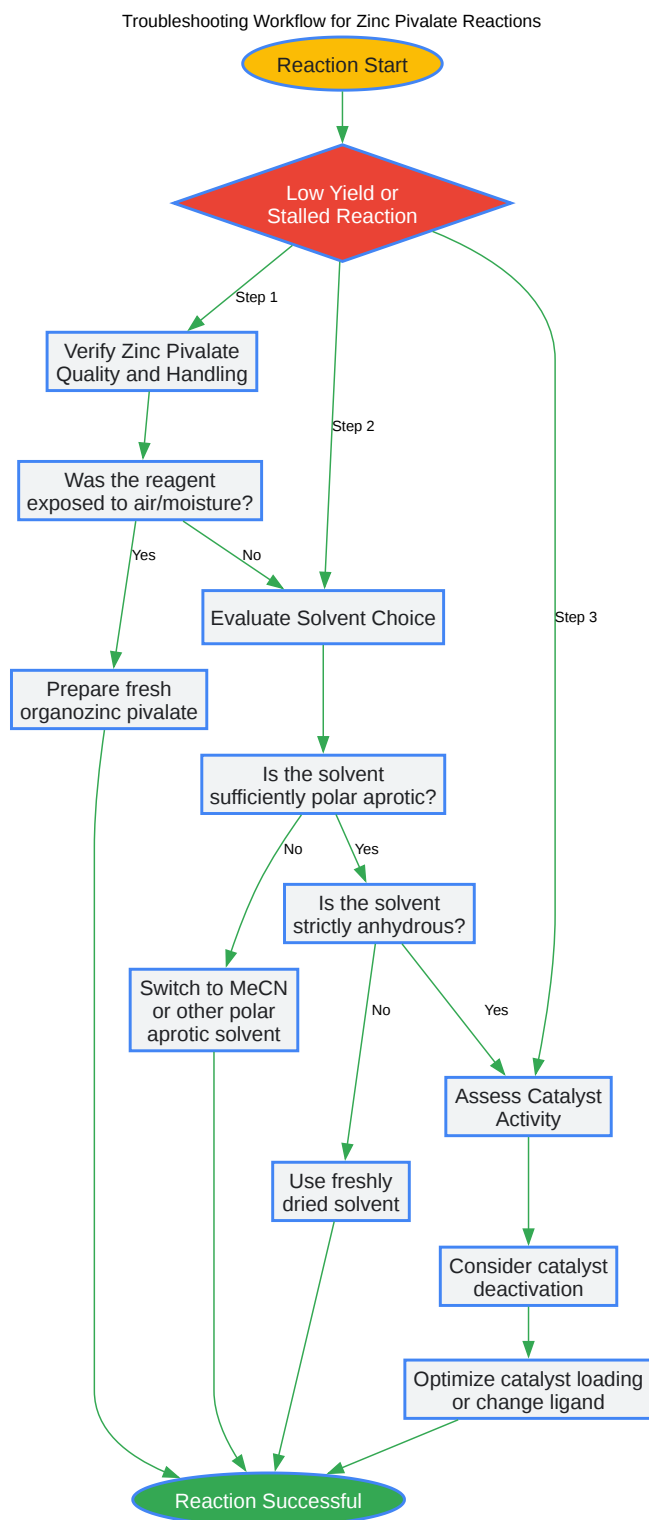 Troubleshooting Workflow for Zinc Pivalate Reactions
Reaction Start
Low Yield or
Stalled Reaction
Step 1
Verify Zinc Pivalate
Quality and Handling
Step 2
Was the reagent
exposed to air/moisture?
Yes
No
Evaluate Solvent Choice
Step 3
Prepare fresh
organozinc pivalate
Is the solvent
sufficiently polar aprotic?
No
Yes
Is the solvent
strictly anhydrous?
Switch to MeCN
or other polar
aprotic solvent
No
Yes
Assess Catalyst
Activity
Use freshly
dried solvent
Consider catalyst
deactivation
Optimize catalyst loading
or change ligand
Reaction Successful